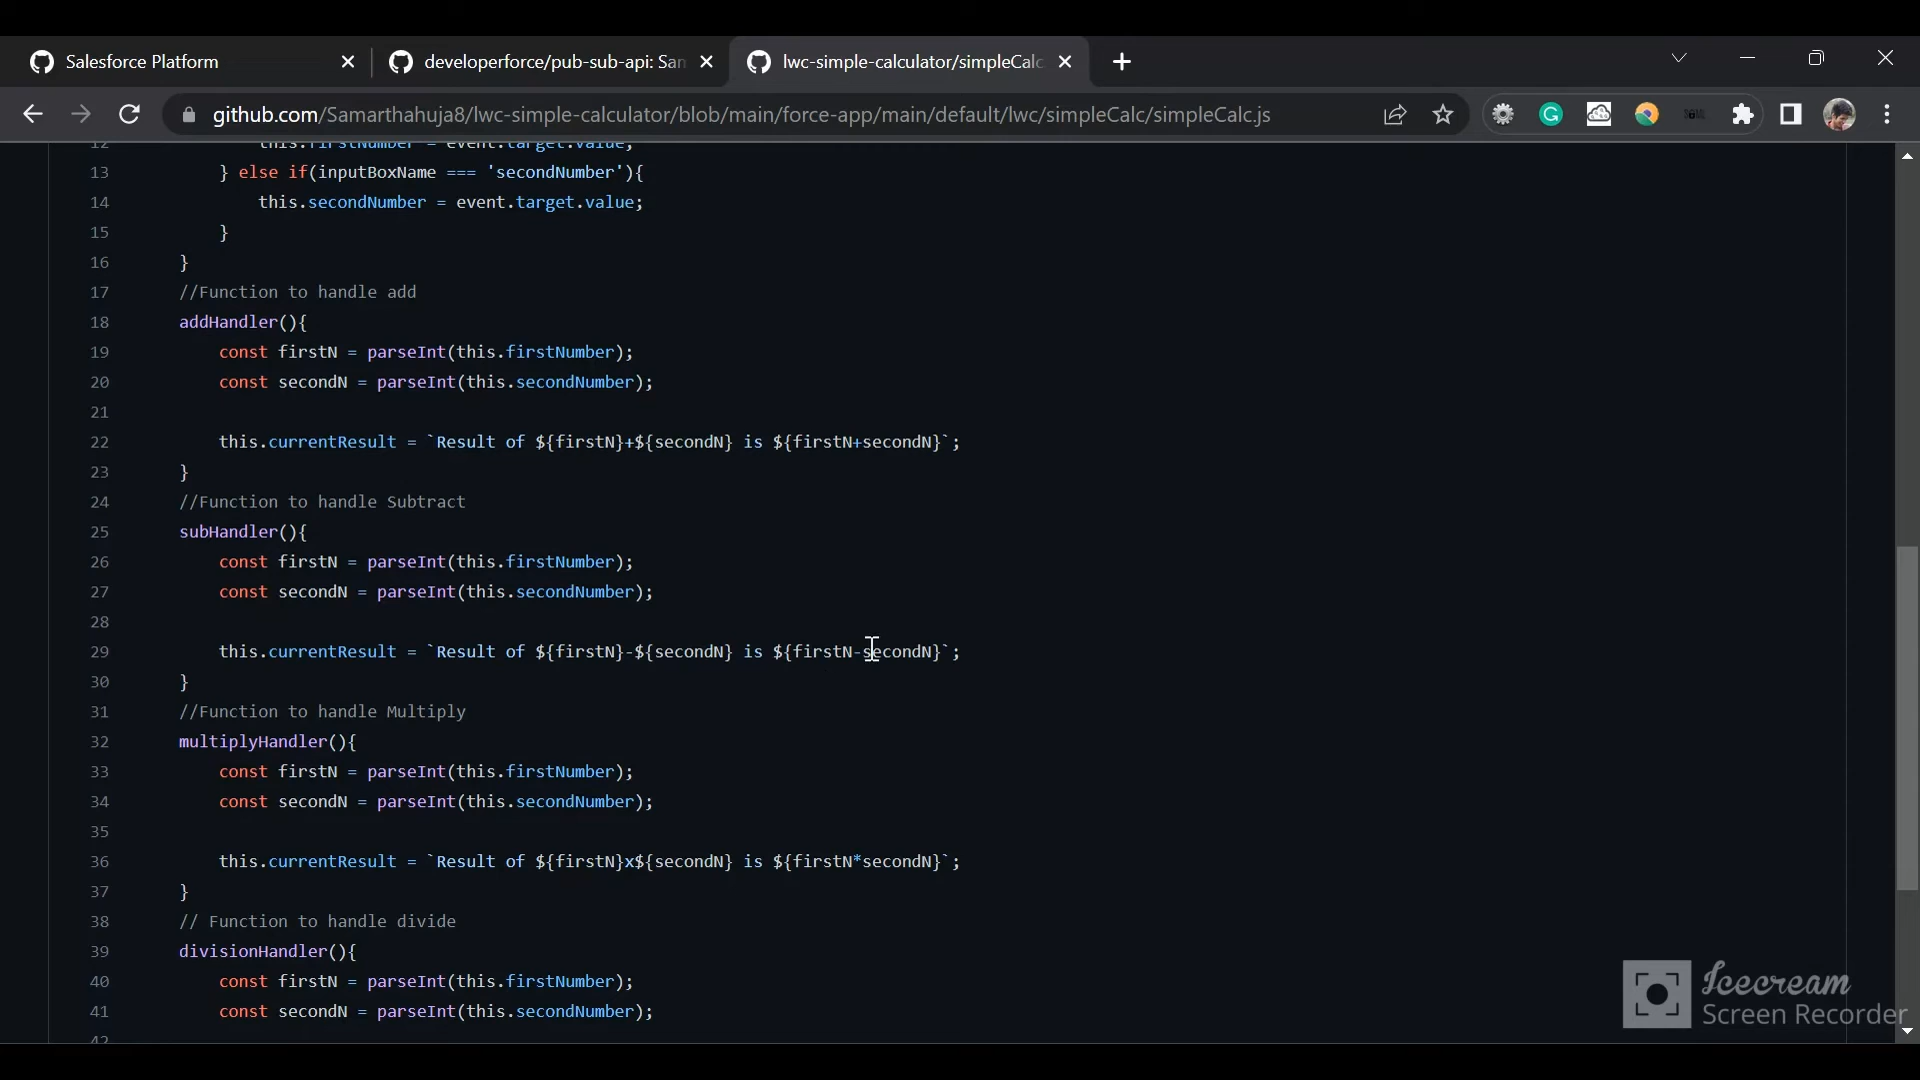 Salesforce Platform
developerforce/pub-sub-api: San
lwc-simple-calculator/simpleCalc
github.com/Samarthahuja8/lwc-simple-calculator/blob/main/force-app/main/default/lwc/simpleCalc/simpleCalc.js
12 this.firstNumber = event.target.value;
13 } else if(inputBoxName === 'secondNumber'){
14 this.secondNumber = event.target.value;
15 }
16 }
17 //Function to handle add
18 addHandler(){
19 const firstN = parseInt(this.firstNumber);
20 const secondN = parseInt(this.secondNumber);
21
22 this.currentResult = `Result of ${firstN}+${secondN} is ${firstN+secondN}`;
23 }
24 //Function to handle Subtract
25 subHandler(){
26 const firstN = parseInt(this.firstNumber);
27 const secondN = parseInt(this.secondNumber);
28
29 this.currentResult = `Result of ${firstN}-${secondN} is ${firstN-secondN}`;
30 }
31 //Function to handle Multiply
32 multiplyHandler(){
33 const firstN = parseInt(this.firstNumber);
34 const secondN = parseInt(this.secondNumber);
35
36 this.currentResult = `Result of ${firstN}x${secondN} is ${firstN*secondN}`;
37 }
38 // Function to handle divide
39 divisionHandler(){
40 const firstN = parseInt(this.firstNumber);
41 const secondN = parseInt(this.secondNumber);
42
Icecream
Screen Recorder